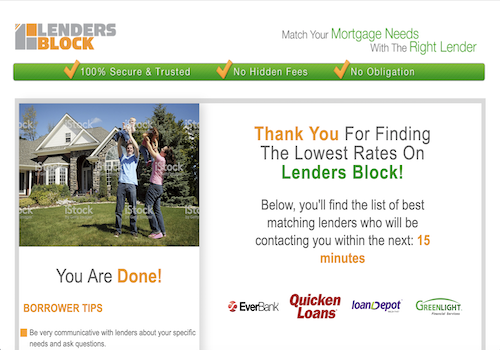 LENDERS
BLOCK
Match Your Mortgage Needs
With The Right Lender
100% Secure & Trusted
No Hidden Fees
No Obligation
iStock
iStock
iStock
iStock
iStock
You Are Done!
BORROWER TIPS
Be very communicative with lenders about your specific
needs and ask questions.
Thank You For Finding
The Lowest Rates On
Lenders Block!
Below, you'll find the list of best
matching lenders who will be
contacting you within the next: 15
minutes
EverBank
Quicken
Loans
loanDepot
GREENLIGHT
Financial Services